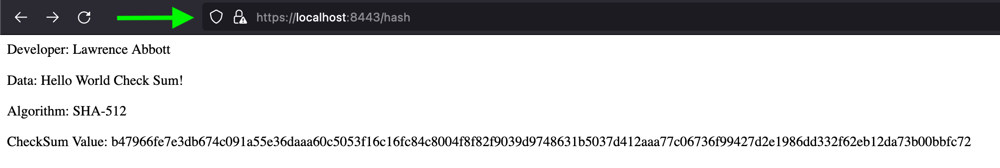 https://localhost:8443/hash
Developer: Lawrence Abbott
Data: Hello World Check Sum!
Algorithm: SHA-512
CheckSum Value: b47966fe7e3db674c091a55e36daaa60c5053f16c16fc84c8004f8f82f9039d9748631b5037d412aaa77c06736f99427d2e1986dd332f62eb12da73b00bbfc72